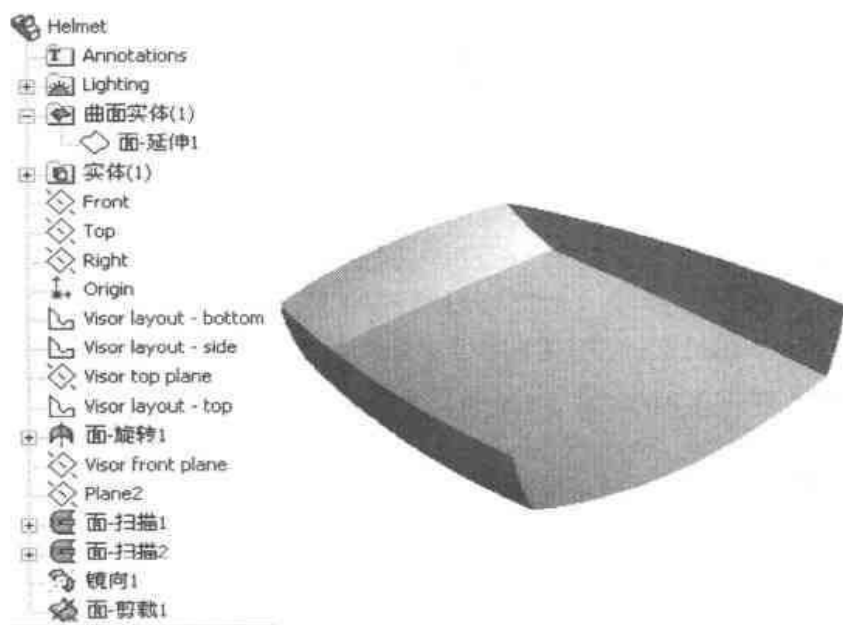 Helmet
Annotations
Lighting
曲面实体(1)
面-延伸1
实体(1)
Front
Top
Right
Origin
Visor layout - bottom
Visor layout - side
Visor top plane
Visor layout - top
面-旋转1
Visor front plane
Plane2
面-扫描1
面-扫描2
镜向1
面-剪裁1